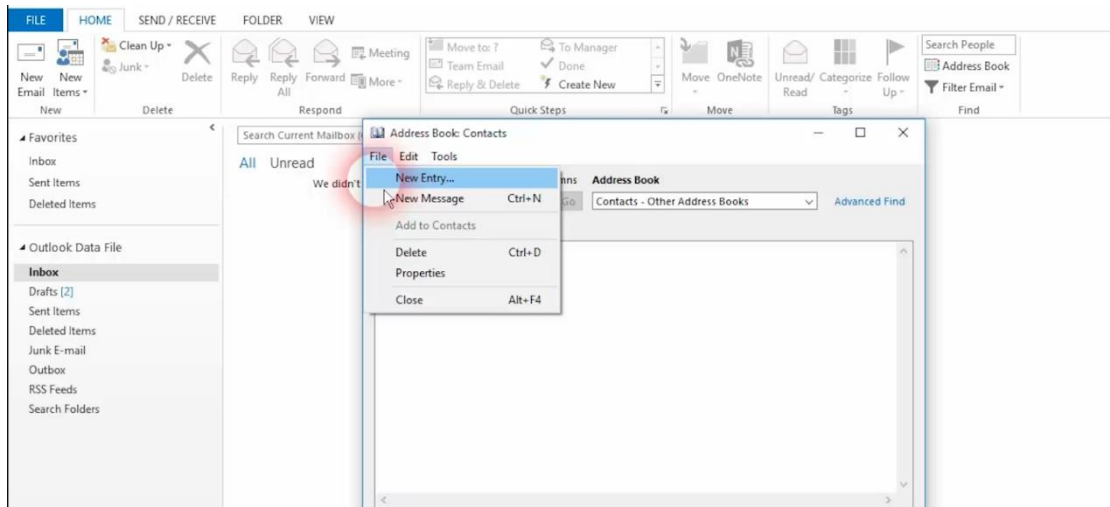 FILE HOME SEND / RECEIVE FOLDER VIEW
New Email
New Items
New
Clean Up
Junk
Delete
Delete
Reply
Reply All
Forward
Meeting
More
Respond
Move to: ?
Team Email
Reply & Delete
To Manager
Done
Create New
Quick Steps
Move
OneNote
Move
Unread/ Read
Categorize
Follow Up
Tags
Search People
Address Book
Filter Email
Find
Favorites
Inbox
Sent Items
Deleted Items
Outlook Data File
Inbox
Drafts [2]
Sent Items
Deleted Items
Junk E-mail
Outbox
RSS Feeds
Search Folders
Search Current Mailbox
All Unread
We didn't
Address Book: Contacts
File Edit Tools
New Entry...
New Message Ctrl+N
Add to Contacts
Delete Ctrl+D
Properties
Close Alt+F4
Address Book
Go
Contacts - Other Address Books
Advanced Find